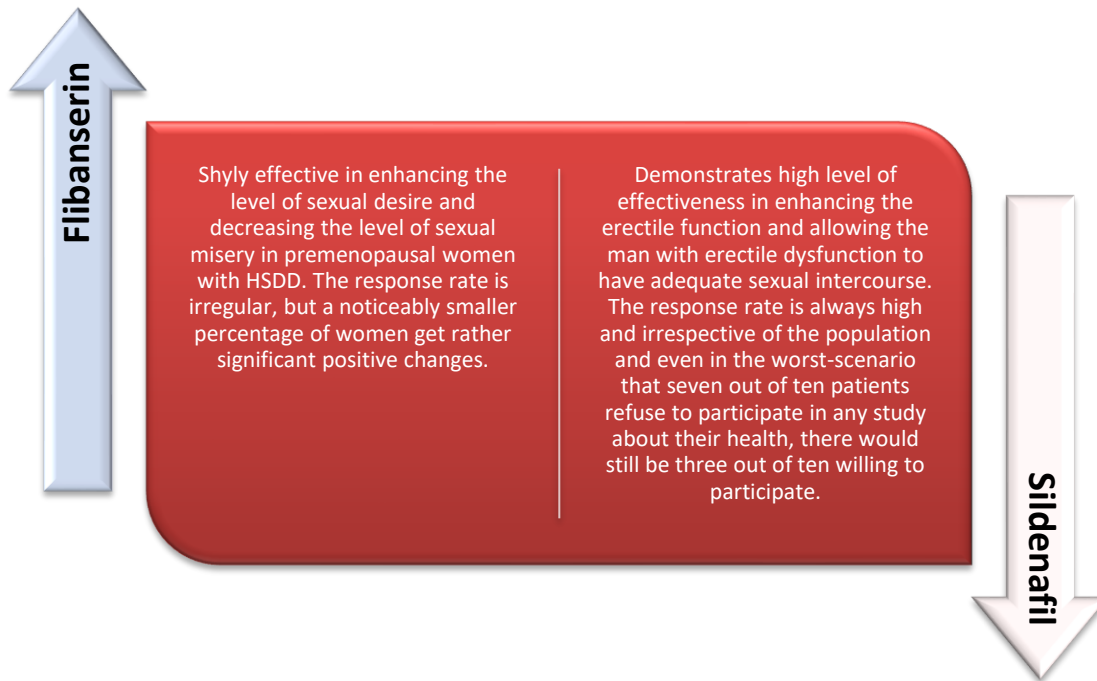 Flibanserin
Shyly effective in enhancing the
level of sexual desire and
decreasing the level of sexual
misery in premenopausal women
with HSDD. The response rate is
irregular, but a noticeably smaller
percentage of women get rather
significant positive changes.
Demonstrates high level of
effectiveness in enhancing the
erectile function and allowing the
man with erectile dysfunction to
have adequate sexual intercourse.
The response rate is always high
and irrespective of the population
and even in the worst-scenario
that seven out of ten patients
refuse to participate in any study
about their health, there would
still be three out of ten willing to
participate.
Sildenafil